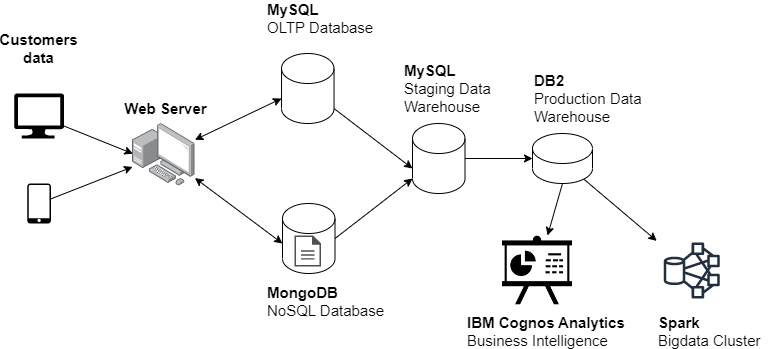 MySQL
OLTP Database
Customers
data
Web Server
MySQL
Staging Data
Warehouse
DB2
Production Data
Warehouse
MongoDB
NoSQL Database
IBM Cognos Analytics
Business Intelligence
Spark
Bigdata Cluster